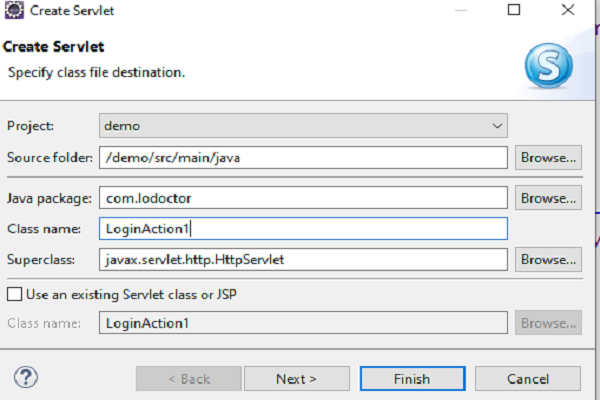 Create Servlet
Create Servlet
Specify class file destination.
S
Project: demo
Source folder: /demo/src/main/java Browse...
Java package: com.lodoctor Browse...
Class name: LoginAction1
Superclass: javax.servlet.http.HttpServlet Browse...
Use an existing Servlet class or JSP
Class name: LoginAction1 Browse...
? < Back Next > Finish Cancel